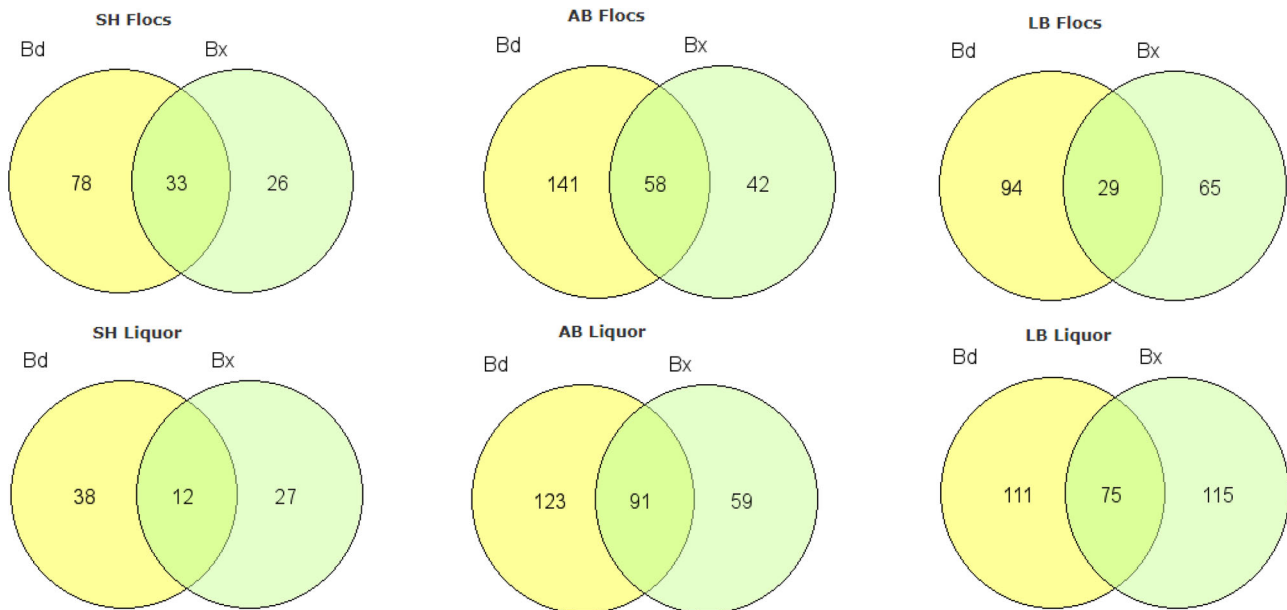 SH Flocs
Bd Bx
78 33 26
AB Flocs
Bd Bx
141 58 42
LB Flocs
Bd Bx
94 29 65
SH Liquor
Bd Bx
38 12 27
AB Liquor
Bd Bx
123 91 59
LB Liquor
Bd Bx
111 75 115